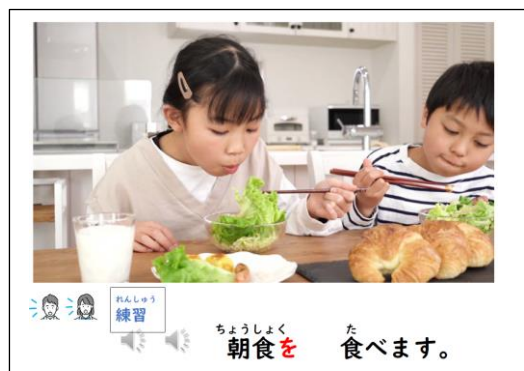 れんしゅう
練習
ちょうしょく　た
朝食を　食べます。